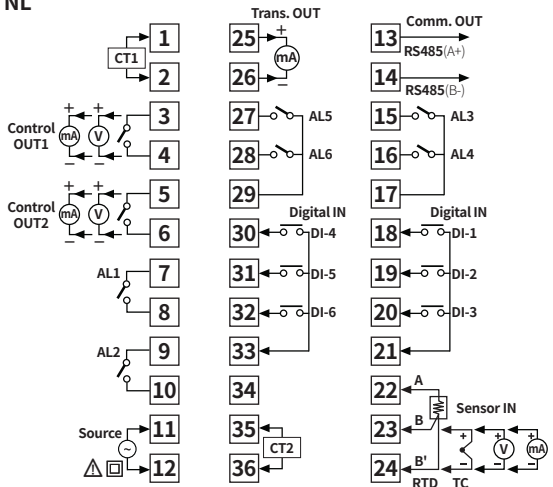 NL
Trans. OUT
Comm. OUT
1
CT1
2
25
+
mA
26
−
13
RS485(A+)
14
RS485(B-)
Control
OUT1
+
+
mA
V
−
−
3
4
27
AL5
28
AL6
29
15
AL3
16
AL4
17
Control
OUT2
+
+
mA
V
−
−
5
6
Digital IN
30
DI-4
31
DI-5
32
DI-6
33
Digital IN
18
DI-1
19
DI-2
20
DI-3
21
AL1
7
8
AL2
9
10
34
22
A
Sensor IN
Source
~
11
12
35
CT2
36
23
B
24
B'
+
+
+
V
mA
−
−
−
RTD
TC